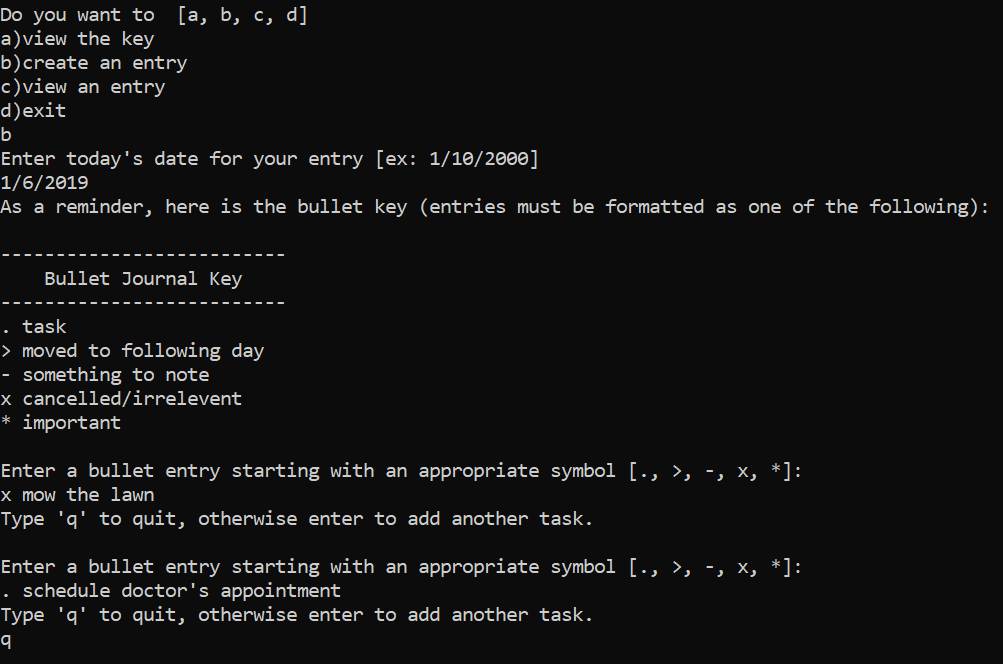 Do you want to  [a, b, c, d]
a)view the key
b)create an entry
c)view an entry
d)exit
b
Enter today's date for your entry [ex: 1/10/2000]
1/6/2019
As a reminder, here is the bullet key (entries must be formatted as one of the following):
--------------------------
    Bullet Journal Key
--------------------------
. task
> moved to following day
- something to note
x cancelled/irrelevent
* important
Enter a bullet entry starting with an appropriate symbol [., >, -, x, *]:
x mow the lawn
Type 'q' to quit, otherwise enter to add another task.
Enter a bullet entry starting with an appropriate symbol [., >, -, x, *]:
. schedule doctor's appointment
Type 'q' to quit, otherwise enter to add another task.
q